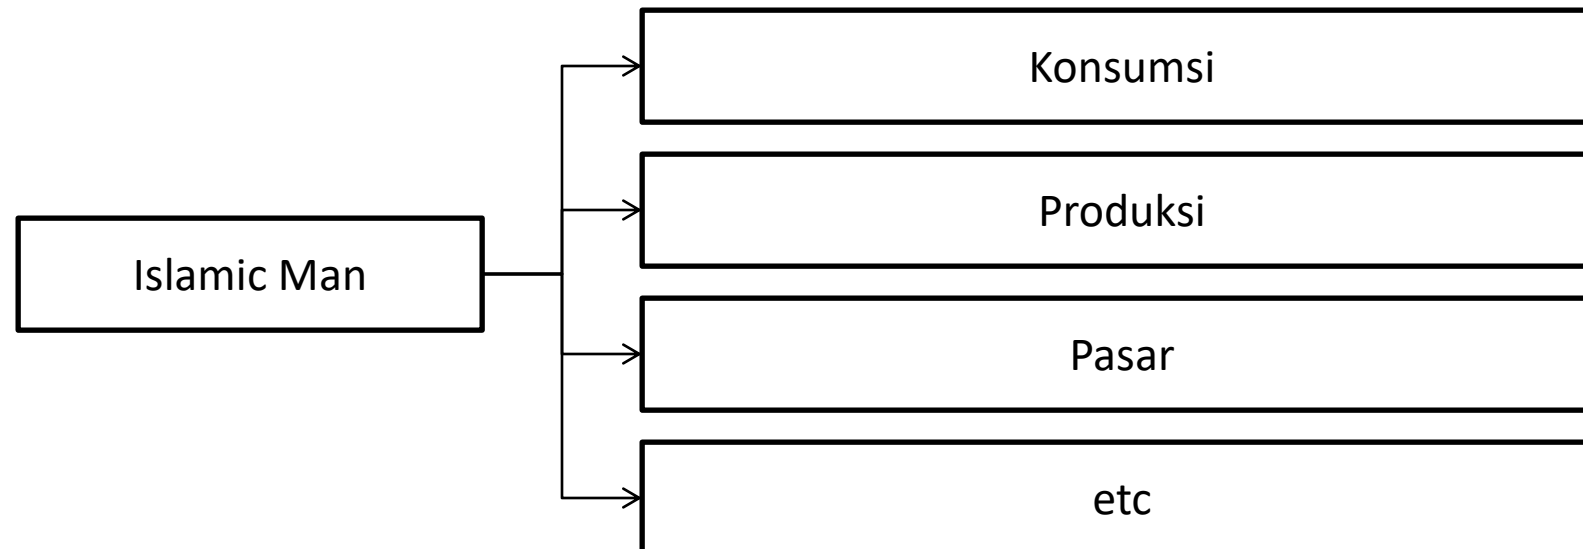 Konsumsi
Produksi
Islamic Man
Pasar
etc